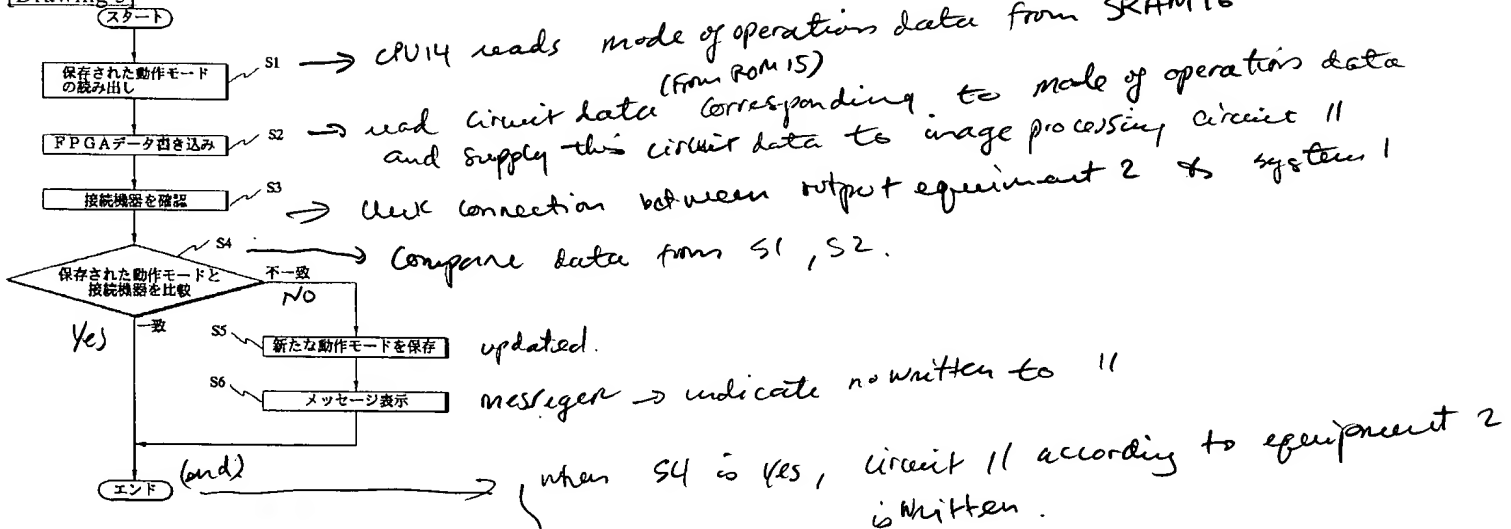 [Drawing 3]
スタート
保存された動作モード
の読み出し
S1 → CPU14 reads mode of operations data from SRAM16
(from ROM 15)
FPGAデータ書き込み
S2 → read circuit data corresponding to mode of operations data
and supply this circuit data to image processing circuit 11
接続機器を確認
S3
→ check connection between output equiniment 2 & system 1
S4 → Compare data from S1, S2.
保存された動作モードと
接続機器を比較
不一致
NO
Yes
一致
S5
新たな動作モードを保存
updatied.
S6
メッセージ表示
→ indicate no written to 11
エンド
(end)
→ when S4 is yes, circuit 11 according to equipment 2
is written.